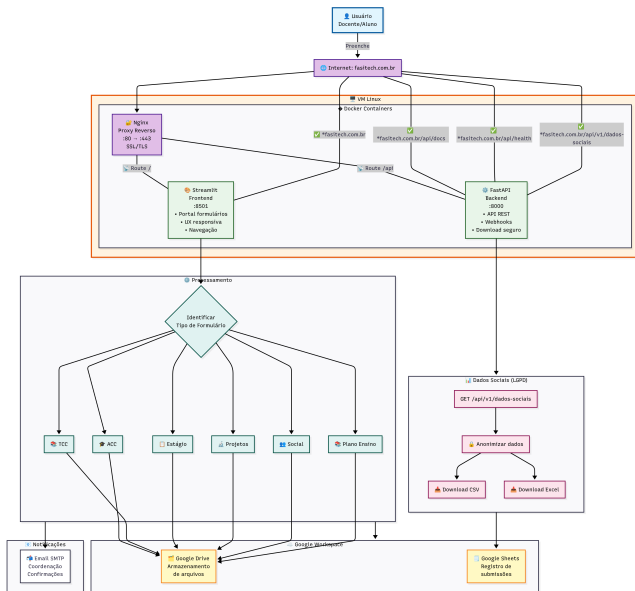 👤 Usuário
Docente/Aluno
Preenche
🌐 Internet: fasitech.com.br
🖥️ VM Linux
Docker Containers
🔐 Nginx
Proxy Reverso
:80 → :443
SSL/TLS
✅ *fasitech.com.br
✅
*fasitech.com.br/api/docs
✅
*fasitech.com.br/api/health
✅
*fasitech.com.br/api/v1/dados-
sociais
📡 Route /
📡 Route /api
🎨 Streamlit
Frontend
:8501
• Portal formulários
• UX responsiva
• Navegação
⚙️ FastAPI
Backend
:8000
• API REST
• Webhooks
• Download seguro
⚙️ Processamento
Identificar
Tipo de Formulário
📊 Dados Sociais (LGPD)
GET /api/v1/dados-sociais
📚 TCC
🎓 ACC
📋 Estágio
🔬 Projetos
👥 Social
📚 Plano Ensino
🔒 Anonimizar dados
📥 Download CSV
📥 Download Excel
📧 Notificações
Google Workspace
📬 Email SMTP
Coordenação
Confirmações
🗂️ Google Drive
Armazenamento
de arquivos
🗒️ Google Sheets
Registro de
submissões